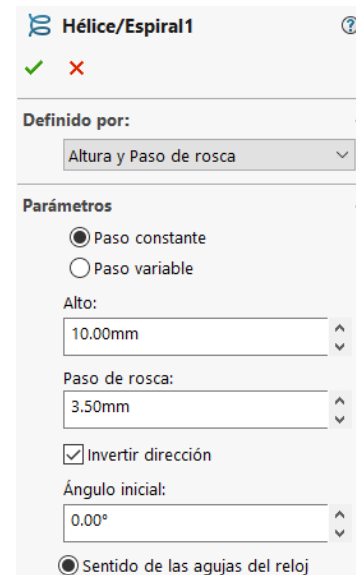 Hélice/Espiral1
Definido por:
Altura y Paso de rosca
Parámetros
Paso constante
Paso variable
Alto:
10.00mm
Paso de rosca:
3.50mm
Invertir dirección
Ángulo inicial:
0.00°
Sentido de las agujas del reloj